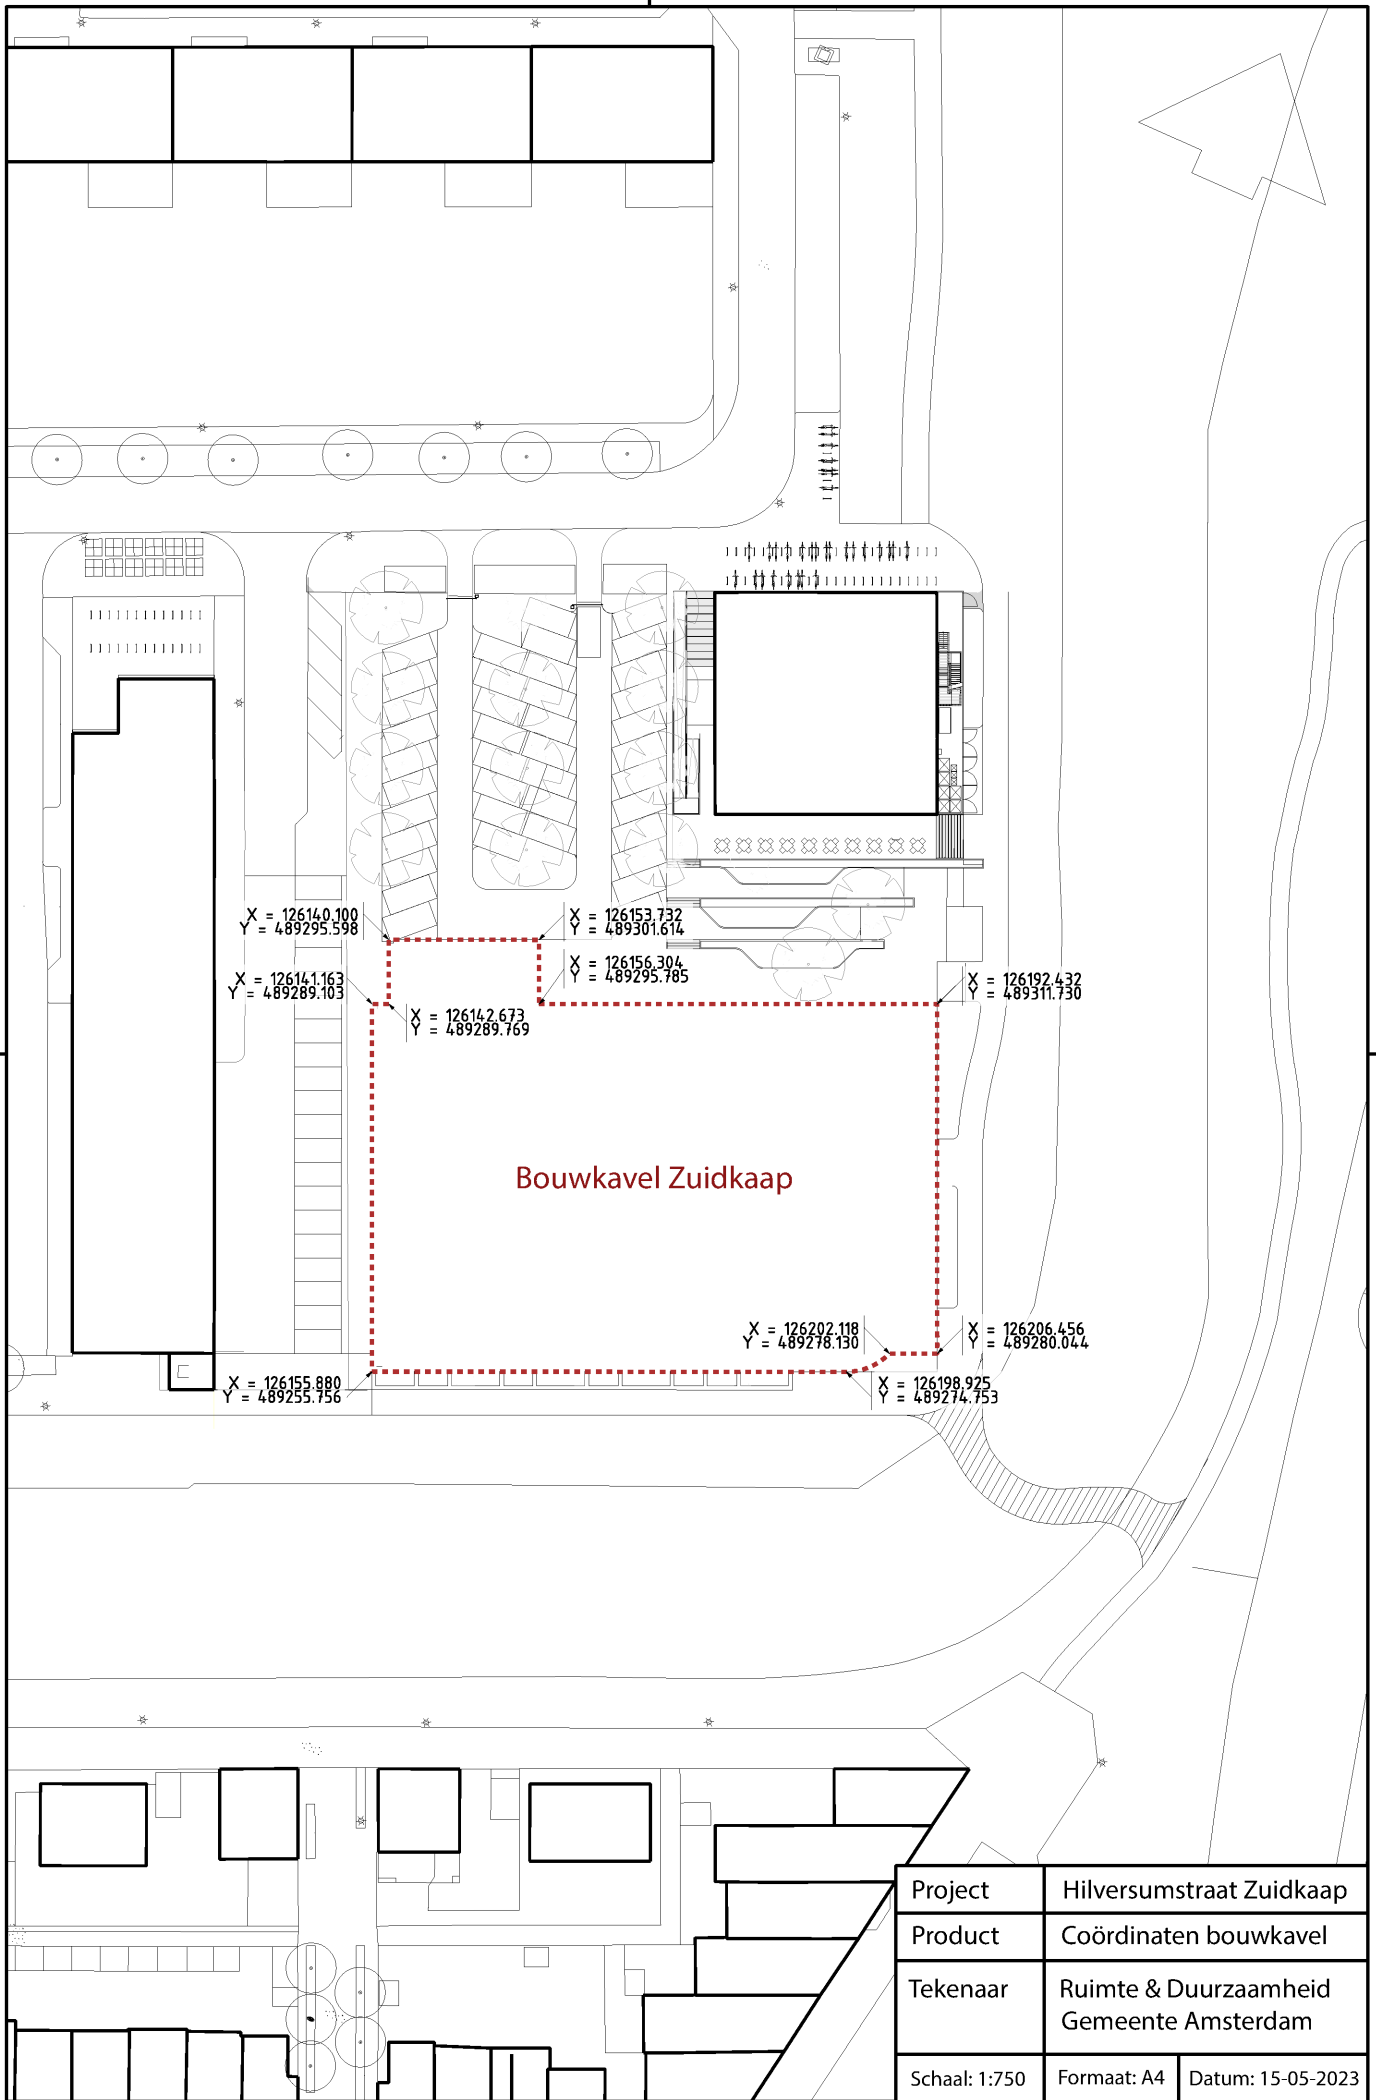 X = 126140.100
Y = 489295.598
X = 126153.732
Y = 489301.614
X = 126156.304
Y = 489295.785
X = 126141.163
Y = 489289.103
X = 126192.432
Y = 489311.730
X = 126142.673
Y = 489289.769
Bouwkavel Zuidkaap
X = 126202.118
Y = 489278.130
X = 126206.456
Y = 489280.044
X = 126155.880
Y = 489255.756
X = 126198.925
Y = 489274.753
Project Hilversumstraat Zuidkaap
Product Coördinaten bouwkavel
Tekenaar Ruimte & Duurzaamheid
Gemeente Amsterdam
Schaal: 1:750 Formaat: A4 Datum: 15-05-2023